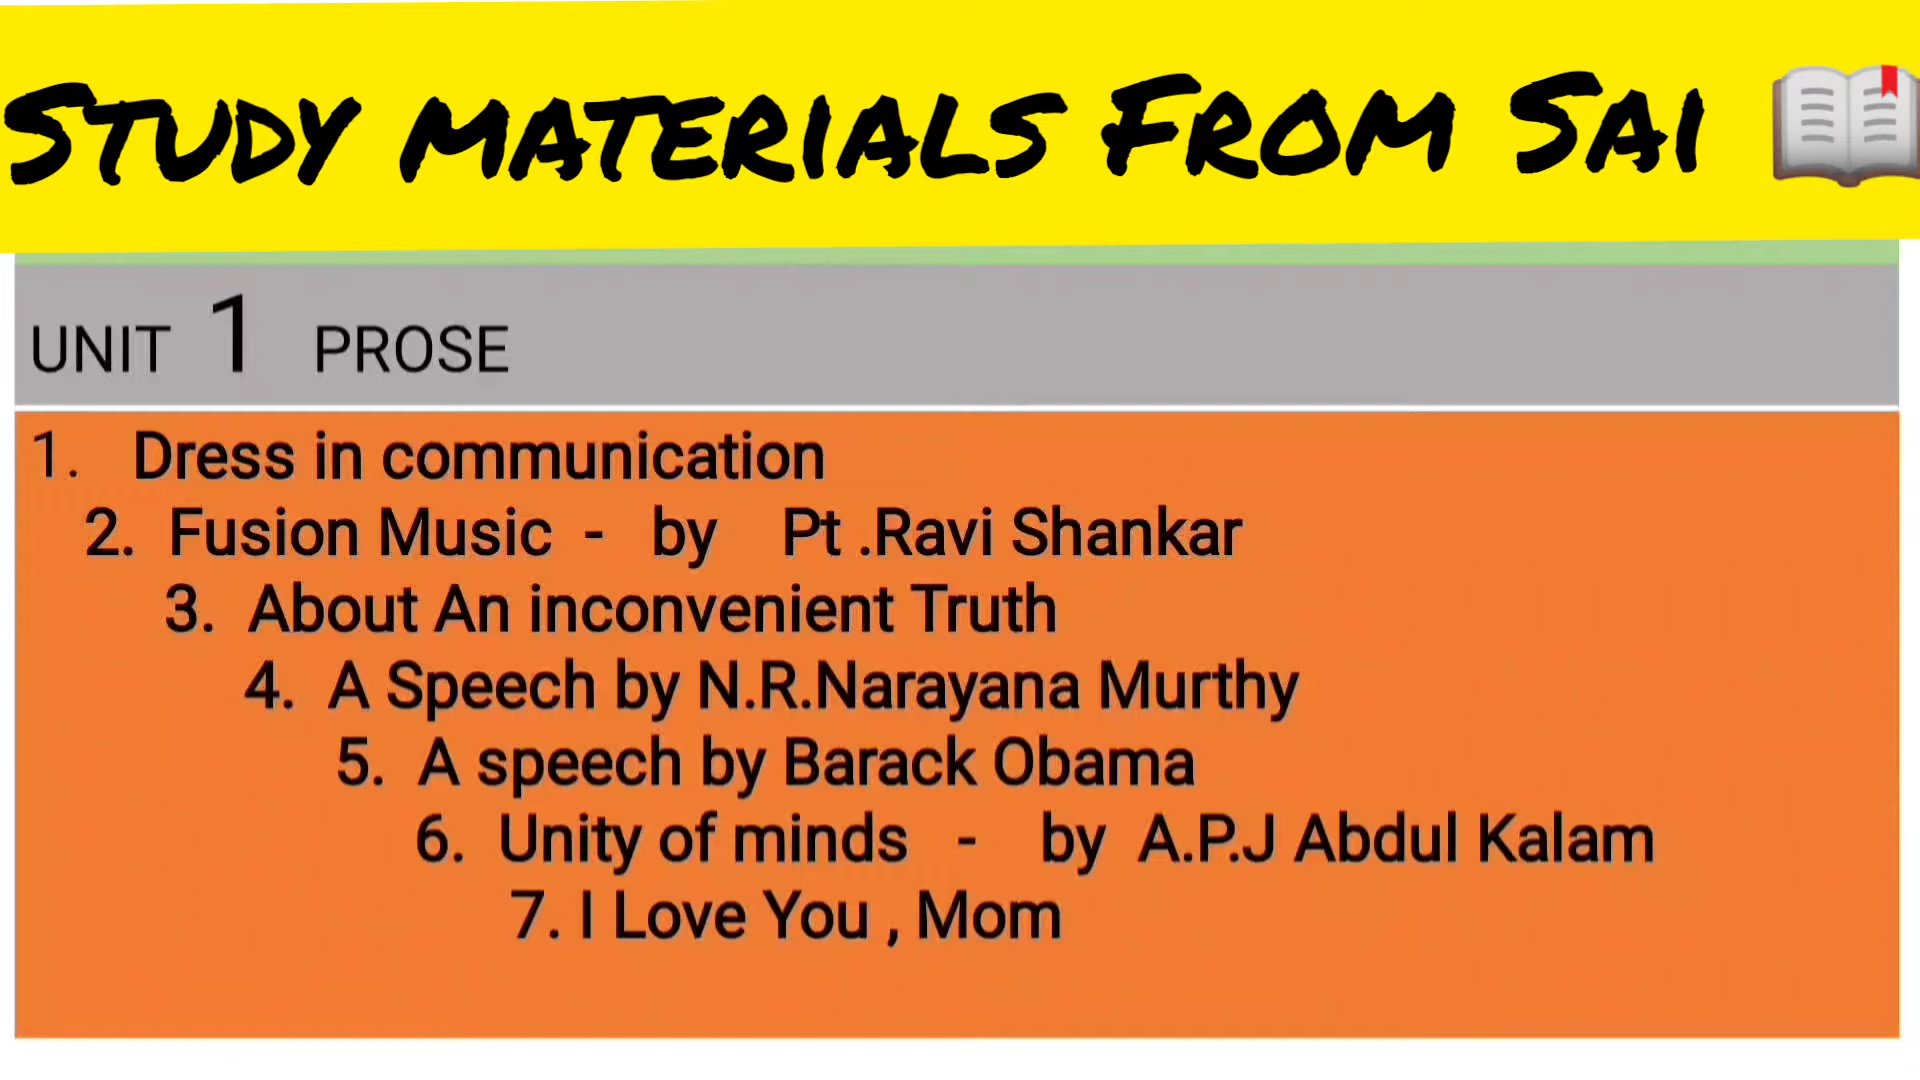 Study materials From Sai
UNIT 1 PROSE
1. Dress in communication
2. Fusion Music - by Pt .Ravi Shankar
3. About An inconvenient Truth
4. A Speech by N.R.Narayana Murthy
5. A speech by Barack Obama
6. Unity of minds - by A.P.J Abdul Kalam
7. I Love You , Mom